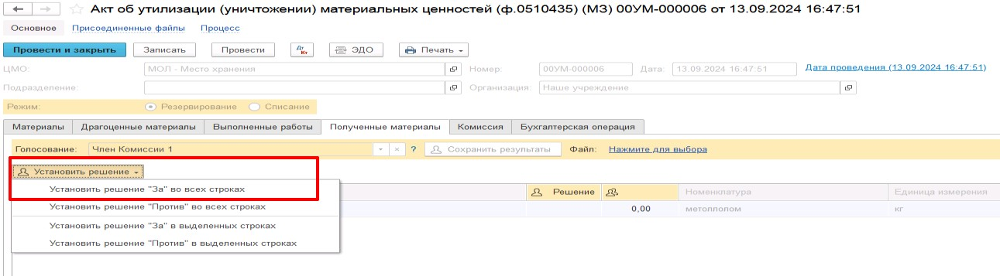 Акт об утилизации (уничтожении) материальных ценностей (ф.0510435) (МЗ) 00УМ-000006 от 13.09.2024 16:47:51
Основное Присоединенные файлы Процесс
Провести и закрыть Записать Провести Дт Кт ЭДО Печать
ЦМО: МОЛ - Место хранения Номер: 00УМ-000006 Дата: 13.09.2024 16:47:51 Дата проведения (13.09.2024 16:47:51)
Подразделение: Организация: Наше учреждение
Режим: Резервирование Списание
Материалы Драгоценные материалы Выполненные работы Полученные материалы Комиссия Бухгалтерская операция
Голосование: Член Комиссии 1 × ? Сохранить результаты Файл: Нажмите для выбора
Установить решение
Установить решение "За" во всех строках
Решение Номенклатура Единица измерения
Установить решение "Против" во всех строках
0,00 метоллолом кг
Установить решение "За" в выделенных строках
Установить решение "Против" в выделенных строках